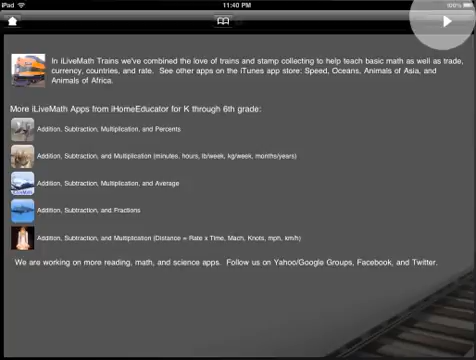 iPad
11:40 PM
100%
In iLiveMath Trains we've combined the love of trains and stamp collecting to help teach basic math as well as trade,
currency, countries, and rate. See other apps on the iTunes app store: Speed, Oceans, Animals of Asia, and
Animals of Africa.
More iLiveMath Apps from iHomeEducator for K through 6th grade:
Addition, Subtraction, Multiplication, and Percents
Addition, Subtraction, and Multiplication (minutes, hours, lb/week, kg/week, months/years)
Addition, Subtraction, Multiplication, and Average
Addition, Subtraction, and Fractions
Addition, Subtraction, and Multiplication (Distance = Rate x Time, Mach, Knots, mph, km/h)
We are working on more reading, math, and science apps. Follow us on Yahoo/Google Groups, Facebook, and Twitter.